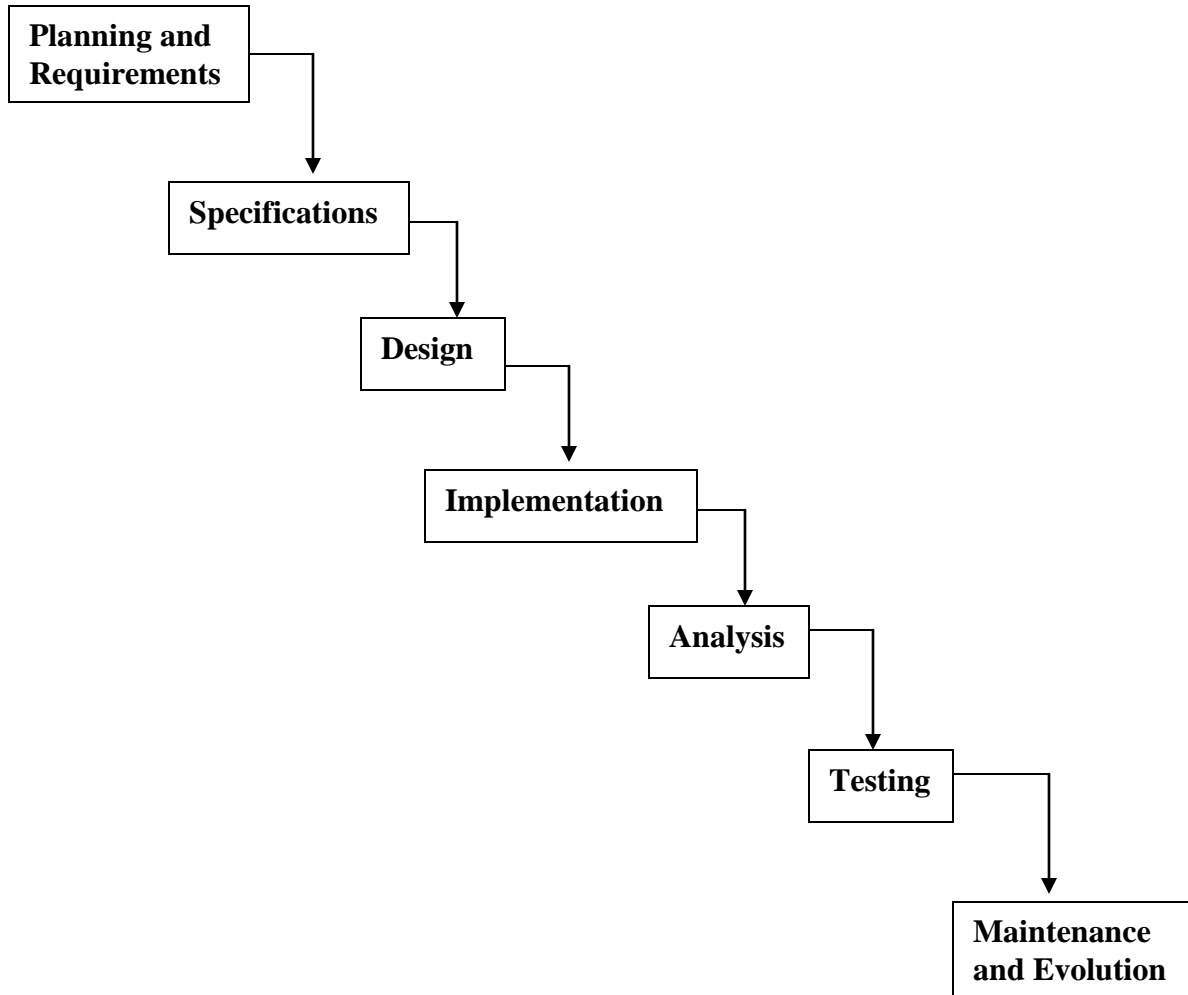 Planning and
Requirements
Specifications
Design
Implementation
Analysis
Testing
Maintenance
and Evolution